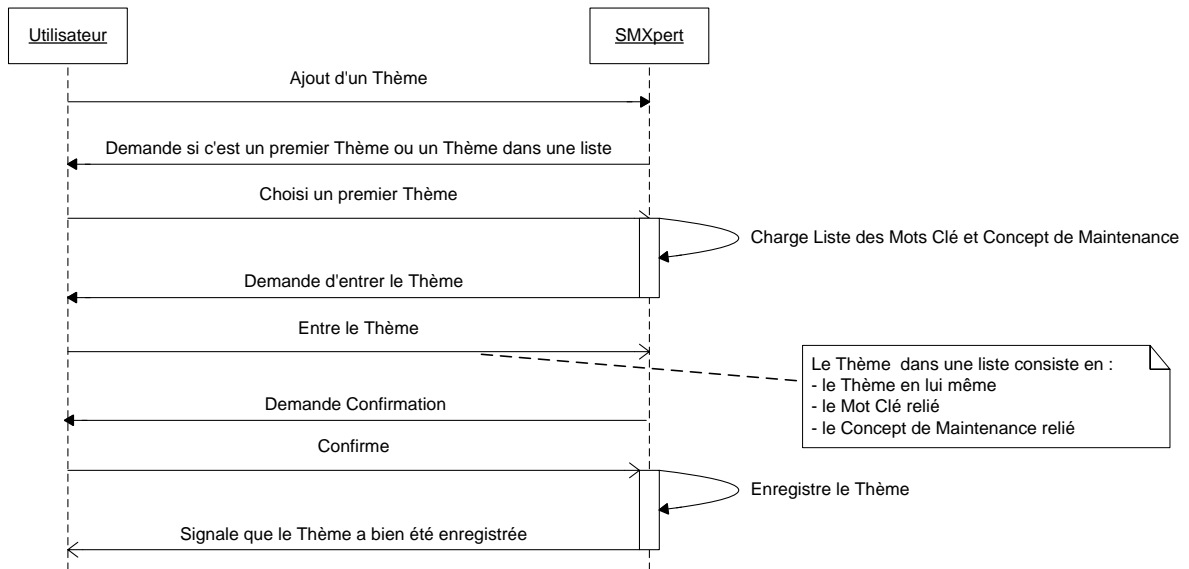 Utilisateur
SMXpert
Ajout d'un Thème
Demande si c'est un premier Thème ou un Thème dans une liste
Choisi un premier Thème
Charge Liste des Mots Clé et Concept de Maintenance
Demande d'entrer le Thème
Entre le Thème
Le Thème dans une liste consiste en :
- le Thème en lui même
- le Mot Clé relié
- le Concept de Maintenance relié
Demande Confirmation
Confirme
Enregistre le Thème
Signale que le Thème a bien été enregistrée